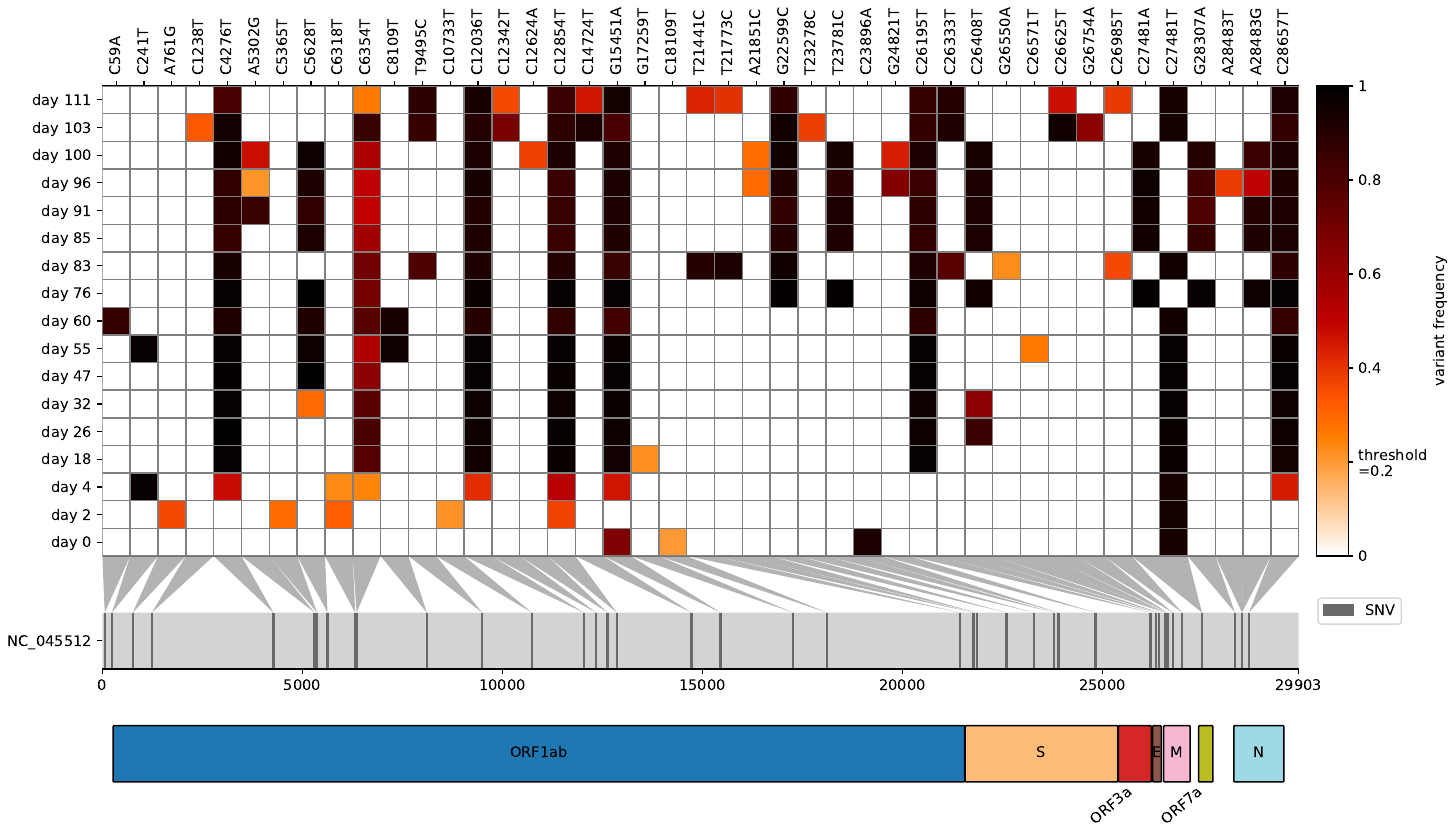 C59A
C241T
A761G
C1238T
C4276T
A5302G
C5365T
C5628T
C6318T
C6354T
C8109T
T9495C
C10733T
C12036T
C12342T
C12624A
C12854T
C14724T
G15451A
G17259T
C18109T
T21441C
T21773C
A21851C
G22599C
T23278C
T23781C
C23896A
G24821T
C26195T
C26333T
C26408T
G26550A
C26571T
C26625T
G26754A
C26985T
C27481A
C27481T
G28307A
A28483T
A28483G
C28657T
day 111
day 103
day 100
day 96
day 91
day 85
day 83
day 76
day 60
day 55
day 47
day 32
day 26
day 18
day 4
day 2
day 0
1
0.8
0.6
0.4
threshold
=0.2
0
variant frequency
SNV
NC_045512
0 5000 10000 15000 20000 25000 29903
ORF1ab S E M N
ORF3a ORF7a